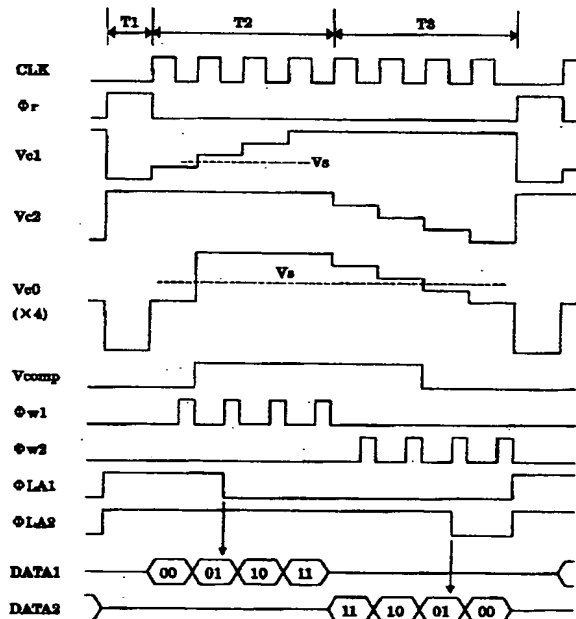 T1 T2 T3
CLK
Φr
Vc1
Vs
Vc2
Vs
Vc0
(×4)
Vcomp
Φw1
Φw2
ΦLA1
ΦLA2
DATA1 00 01 10 11
DATA2 11 10 01 00